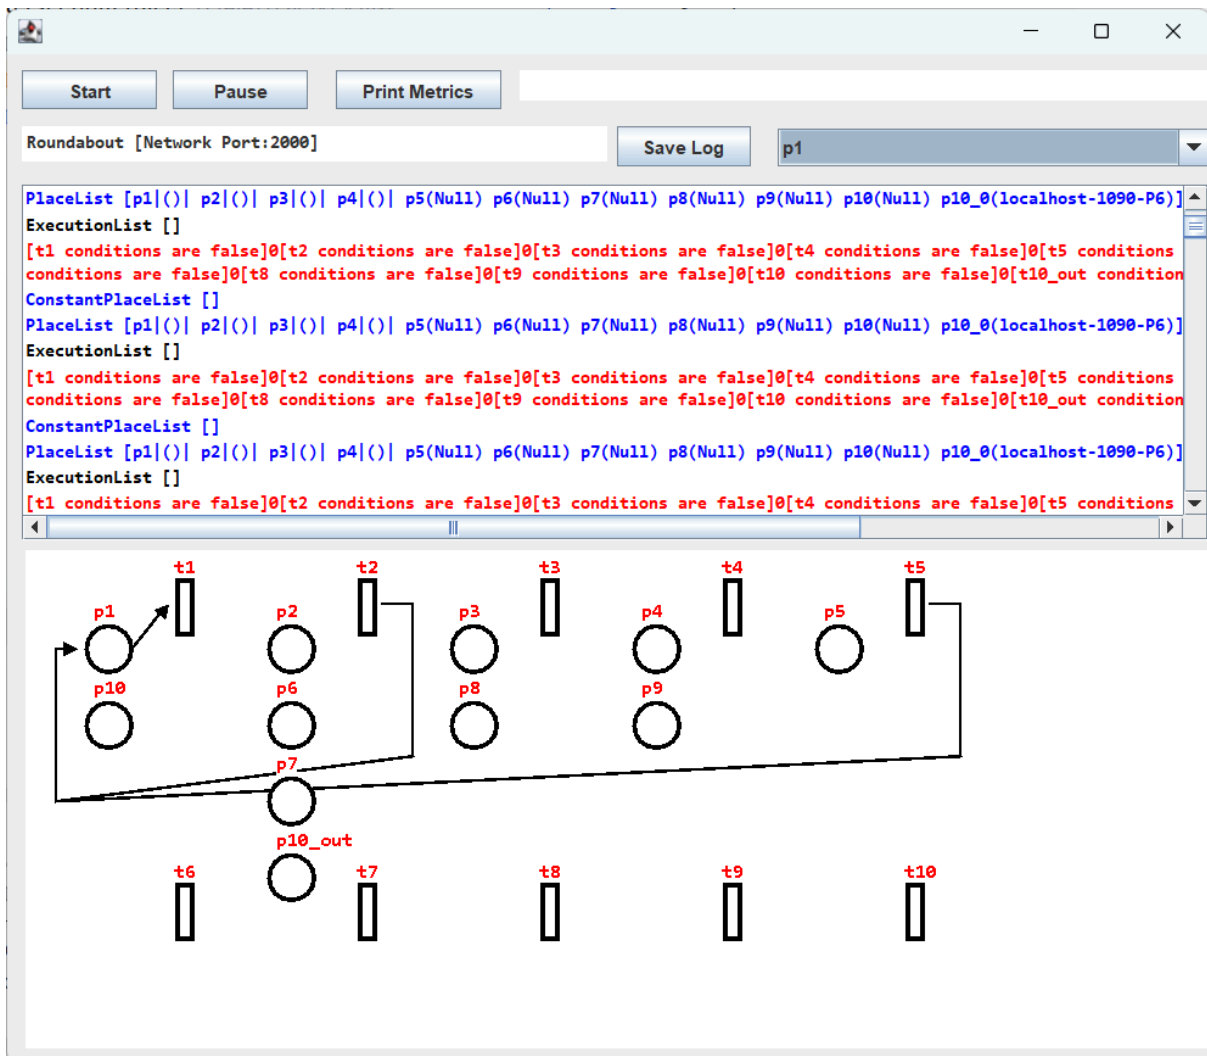 Start Pause Print Metrics
Roundabout [Network Port:2000] Save Log p1
PlaceList [p1|()| p2|()| p3|()| p4|()| p5(Null) p6(Null) p7(Null) p8(Null) p9(Null) p10(Null) p10_0(localhost-1090-P6)]
ExecutionList []
[t1 conditions are false]0[t2 conditions are false]0[t3 conditions are false]0[t4 conditions are false]0[t5 conditions
conditions are false]0[t8 conditions are false]0[t9 conditions are false]0[t10 conditions are false]0[t10_out condition
ConstantPlaceList []
PlaceList [p1|()| p2|()| p3|()| p4|()| p5(Null) p6(Null) p7(Null) p8(Null) p9(Null) p10(Null) p10_0(localhost-1090-P6)]
ExecutionList []
[t1 conditions are false]0[t2 conditions are false]0[t3 conditions are false]0[t4 conditions are false]0[t5 conditions
conditions are false]0[t8 conditions are false]0[t9 conditions are false]0[t10 conditions are false]0[t10_out condition
ConstantPlaceList []
PlaceList [p1|()| p2|()| p3|()| p4|()| p5(Null) p6(Null) p7(Null) p8(Null) p9(Null) p10(Null) p10_0(localhost-1090-P6)]
ExecutionList []
[t1 conditions are false]0[t2 conditions are false]0[t3 conditions are false]0[t4 conditions are false]0[t5 conditions
t1 t2 t3 t4 t5
p1 p2 p3 p4 p5
p10 p6 p8 p9
p7
p10_out
t6 t7 t8 t9 t10